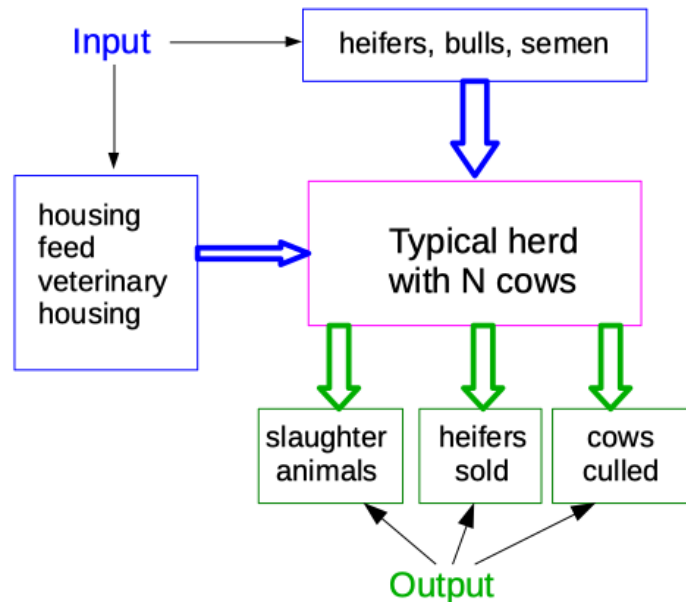 Input
heifers, bulls, semen
housing
feed
veterinary
housing
Typical herd
with N cows
slaughter
animals
heifers
sold
cows
culled
Output